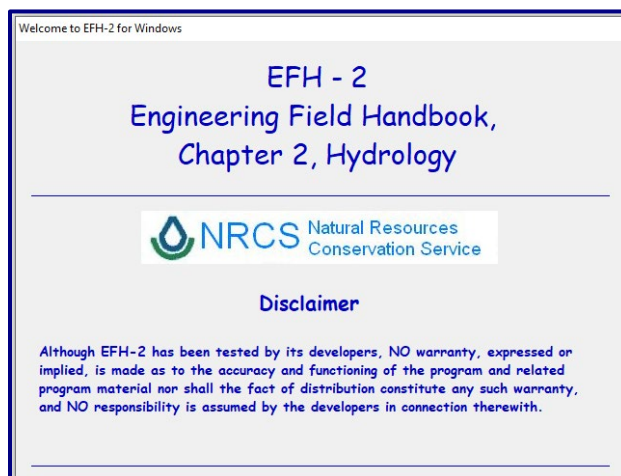 Welcome to EFH-2 for Windows
EFH - 2
Engineering Field Handbook,
Chapter 2, Hydrology
NRCS Natural Resources
Conservation Service
Disclaimer
Although EFH-2 has been tested by its developers, NO warranty, expressed or
implied, is made as to the accuracy and functioning of the program and related
program material nor shall the fact of distribution constitute any such warranty,
and NO responsibility is assumed by the developers in connection therewith.